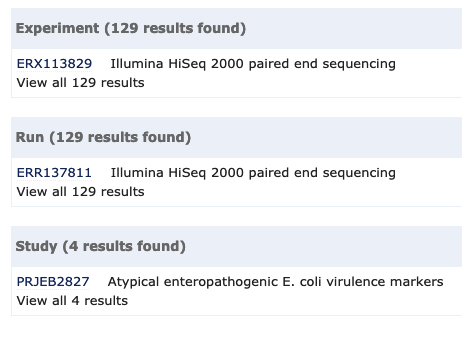 Experiment (129 results found)
ERX113829 Illumina HiSeq 2000 paired end sequencing
View all 129 results
Run (129 results found)
ERR137811 Illumina HiSeq 2000 paired end sequencing
View all 129 results
Study (4 results found)
PRJEB2827 Atypical enteropathogenic E. coli virulence markers
View all 4 results